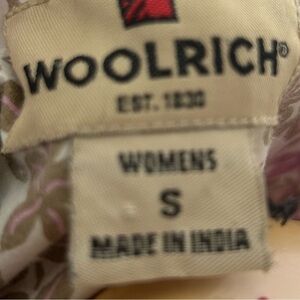 WOOLRICH®
EST. 1830
WOMENS
S
MADE IN INDIA